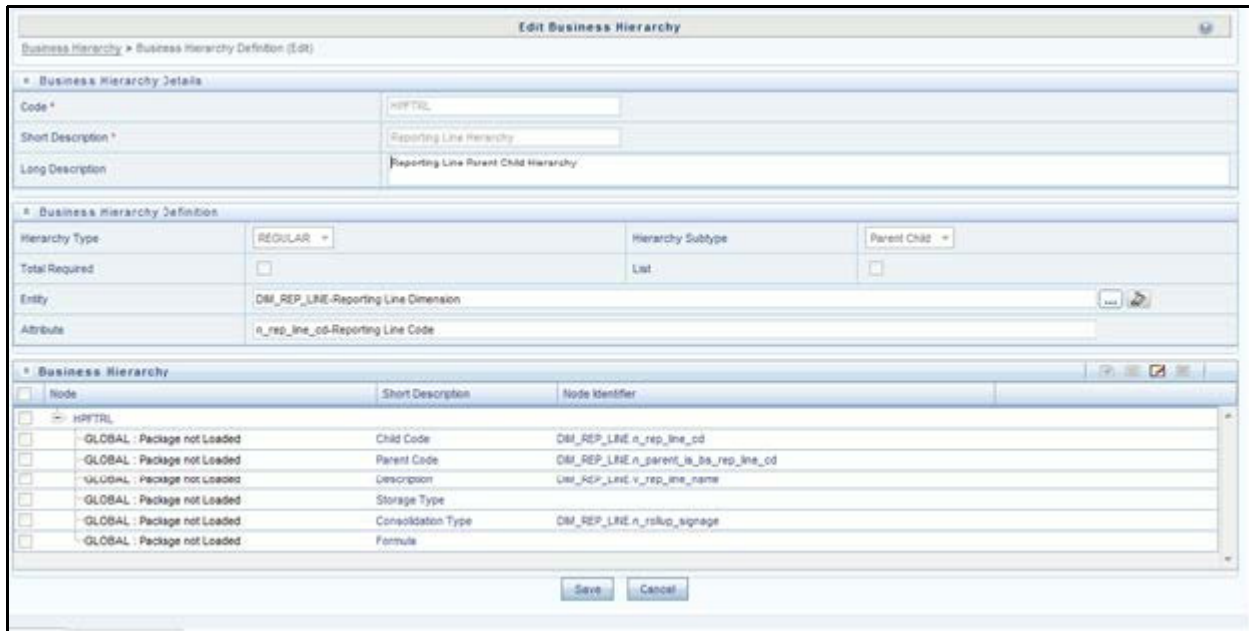 Edit Business Hierarchy
Business Hierarchy > Business Hierarchy Definition (Edit)
Business Hierarchy Details
Code *
HPFTRL
Short Description *
Reporting Line Hierarchy
Long Description
Reporting Line Parent Child Hierarchy
Business Hierarchy Definition
Hierarchy Type
REGULAR
Hierarchy Subtype
Parent Child
Total Required
List
Entity
DIM_REP_LINE-Reporting Line Dimension
...
Attribute
n_rep_line_cd-Reporting Line Code
Business Hierarchy
Node Short Description Node Identifier
HPFTRL
GLOBAL : Package not Loaded Child Code DIM_REP_LINE.n_rep_line_cd
GLOBAL : Package not Loaded Parent Code DIM_REP_LINE.n_parent_is_bs_rep_line_cd
GLOBAL : Package not Loaded Description DIM_REP_LINE.v_rep_line_name
GLOBAL : Package not Loaded Storage Type
GLOBAL : Package not Loaded Consolidation Type DIM_REP_LINE.n_rollup_signage
GLOBAL : Package not Loaded Formula
Save Cancel